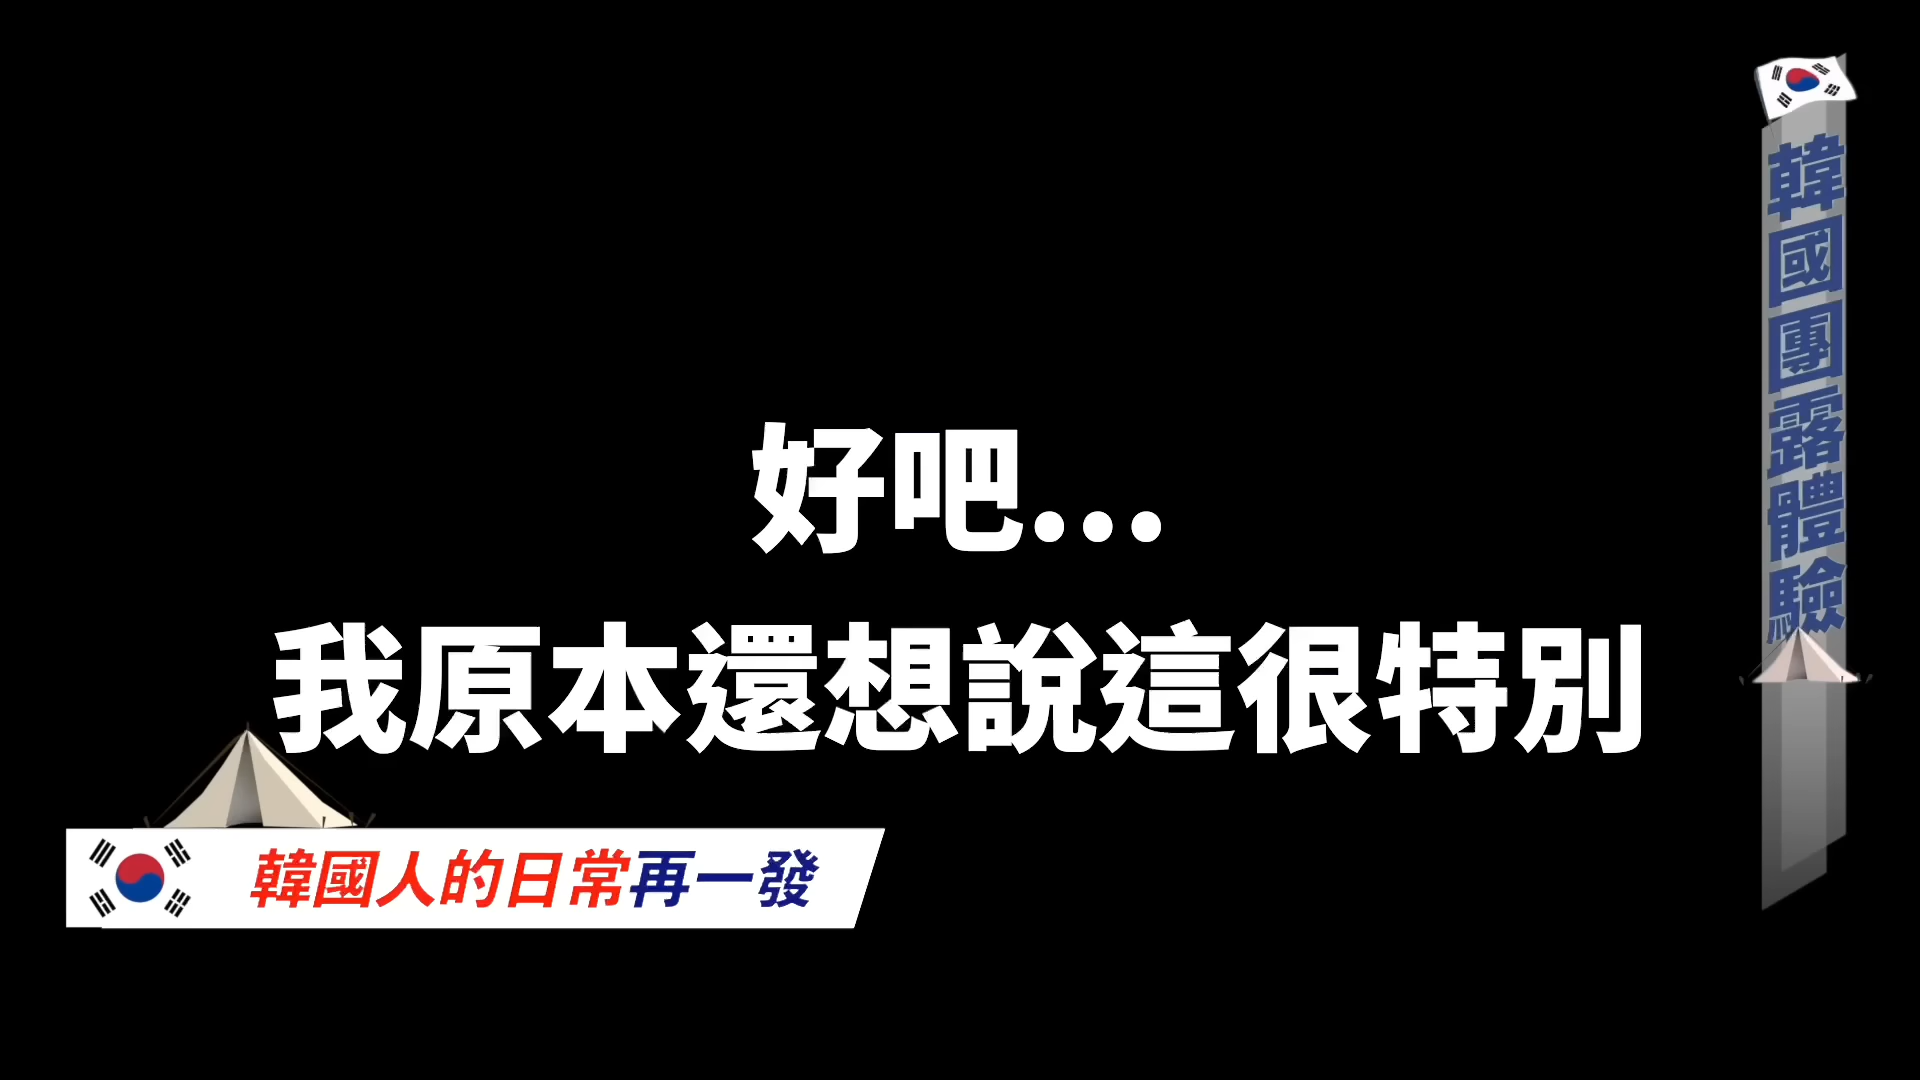 好吧...
我原本還想說這很特別
韓國人的日常再一發
韓國團露體驗